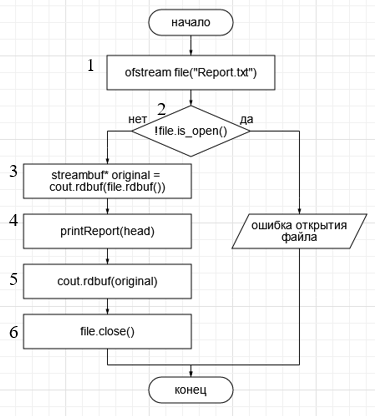 начало
1
ofstream file("Report.txt")
нет
2
да
!file.is_open()
3
streambuf* original =
cout.rdbuf(file.rdbuf())
4
printReport(head)
ошибка открытия
файла
5
cout.rdbuf(original)
6
file.close()
конец